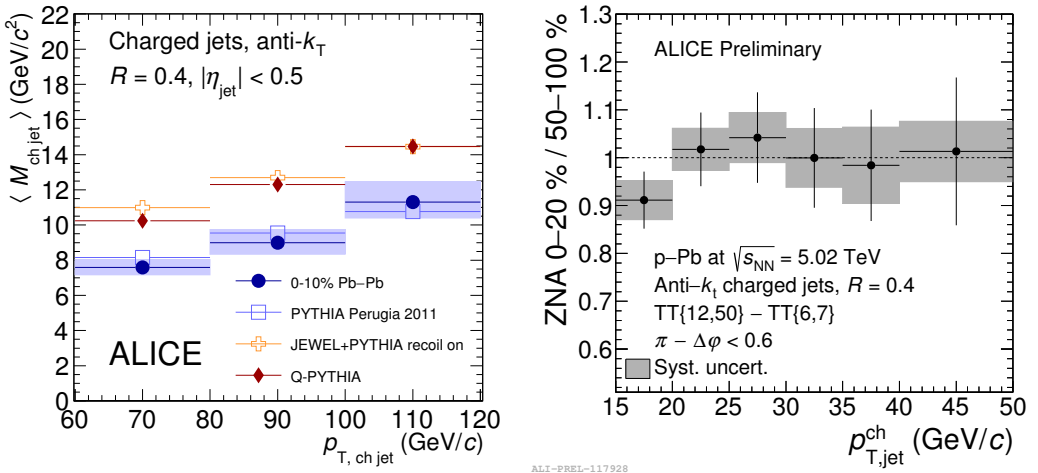 ⟨ M_ch jet ⟩ (GeV/c²)
22
20
18
16
14
12
10
8
6
4
2
0
Charged jets, anti-k_T
R = 0.4, |η_jet| < 0.5
0-10% Pb−Pb
PYTHIA Perugia 2011
JEWEL+PYTHIA recoil on
Q-PYTHIA
ALICE
60 70 80 90 100 110 120
p_T, ch jet (GeV/c)
ZNA 0−20 % / 50−100 %
1.3
1.2
1.1
1
0.9
0.8
0.7
0.6
ALICE Preliminary
p−Pb at √s_NN = 5.02 TeV
Anti-k_t charged jets, R = 0.4
TT{12,50} − TT{6,7}
π − Δφ < 0.6
Syst. uncert.
15 20 25 30 35 40 45 50
p_T,jet^ch (GeV/c)
ALI-PREL-117928